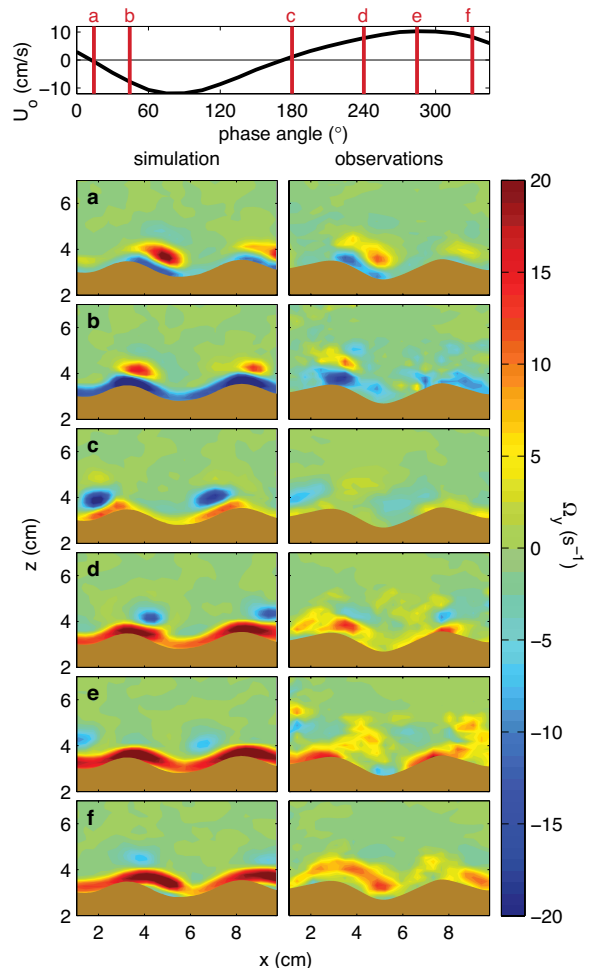 a b c d e f
10
0
−10
U_o (cm/s)
0 60 120 180 240 300
phase angle (°)
simulation observations
a
6
4
2
b
6
4
2
c
6
4
2
d
6
4
2
e
6
4
2
f
6
4
2
z (cm)
2 4 6 8 2 4 6 8
x (cm)
20
15
10
5
0
−5
−10
−15
−20
Ω_y (s⁻¹)